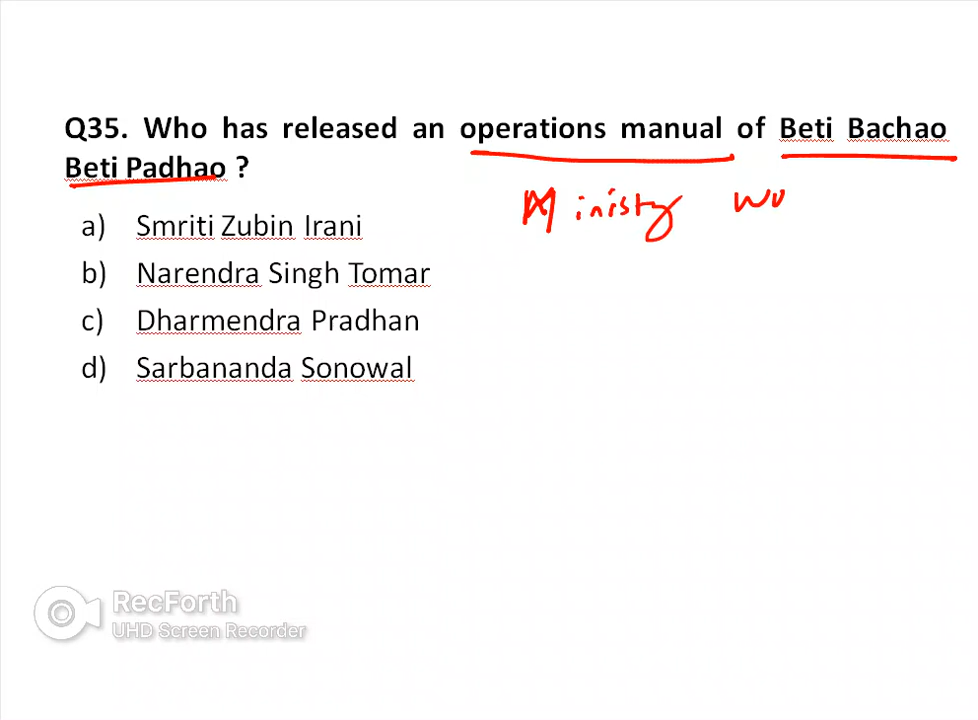 Q35. Who has released an operations manual of Beti Bachao
Beti Padhao ?
Ministry wo
a) Smriti Zubin Irani
b) Narendra Singh Tomar
c) Dharmendra Pradhan
d) Sarbananda Sonowal
RecForth
UHD Screen Recorder